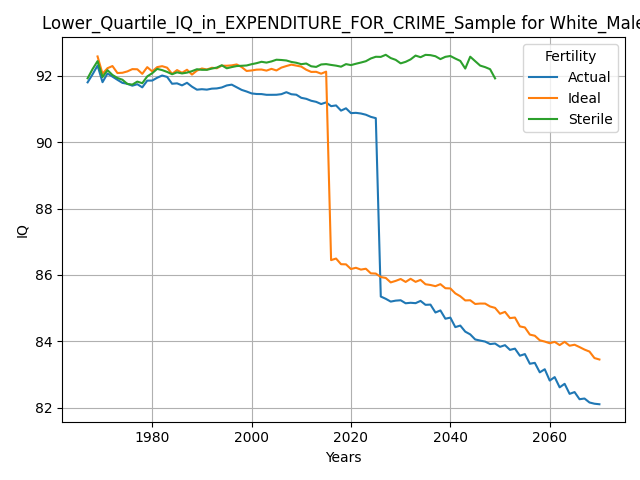 Lower_Quartile_IQ_in_EXPENDITURE_FOR_CRIME_Sample for White_Male
Fertility
Actual
Ideal
Sterile
92
90
88
86
84
82
IQ
1980
2000
2020
2040
2060
Years